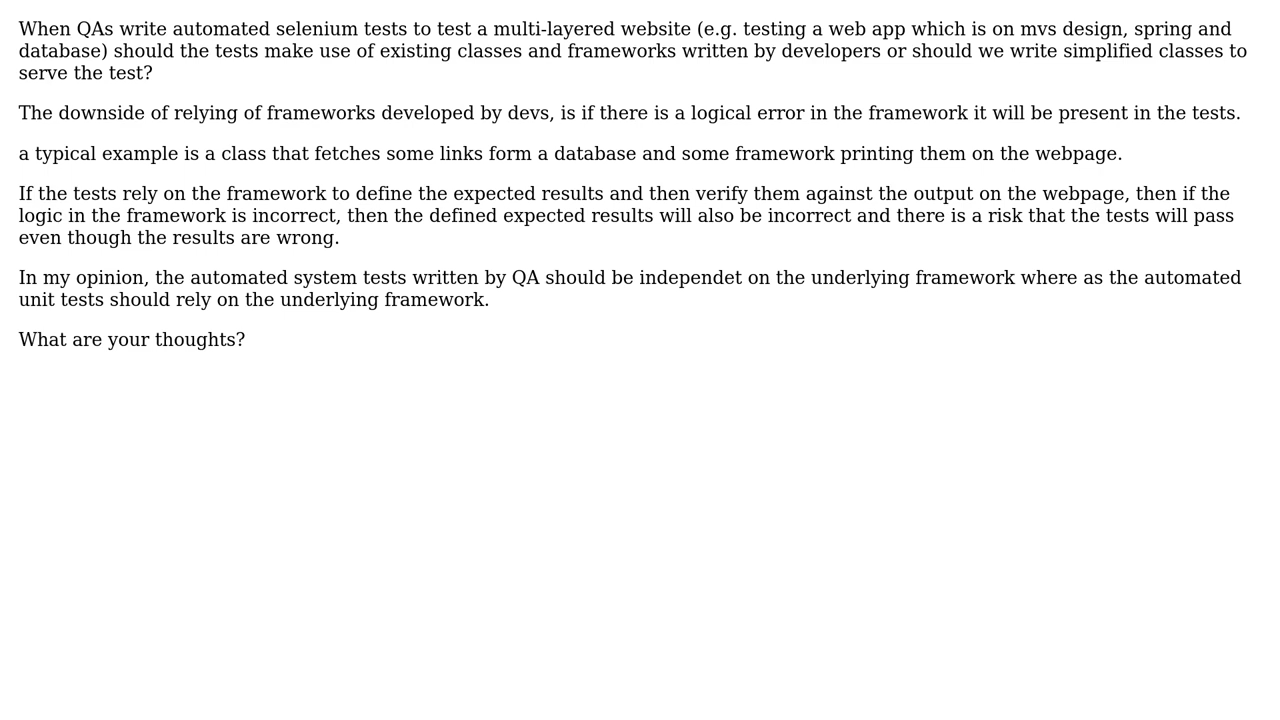 When QAs write automated selenium tests to test a multi-layered website (e.g. testing a web app which is on mvs design, spring and
database) should the tests make use of existing classes and frameworks written by developers or should we write simplified classes to
serve the test?
The downside of relying of frameworks developed by devs, is if there is a logical error in the framework it will be present in the tests.
a typical example is a class that fetches some links form a database and some framework printing them on the webpage.
If the tests rely on the framework to define the expected results and then verify them against the output on the webpage, then if the
logic in the framework is incorrect, then the defined expected results will also be incorrect and there is a risk that the tests will pass
even though the results are wrong.
In my opinion, the automated system tests written by QA should be independet on the underlying framework where as the automated
unit tests should rely on the underlying framework.
What are your thoughts?